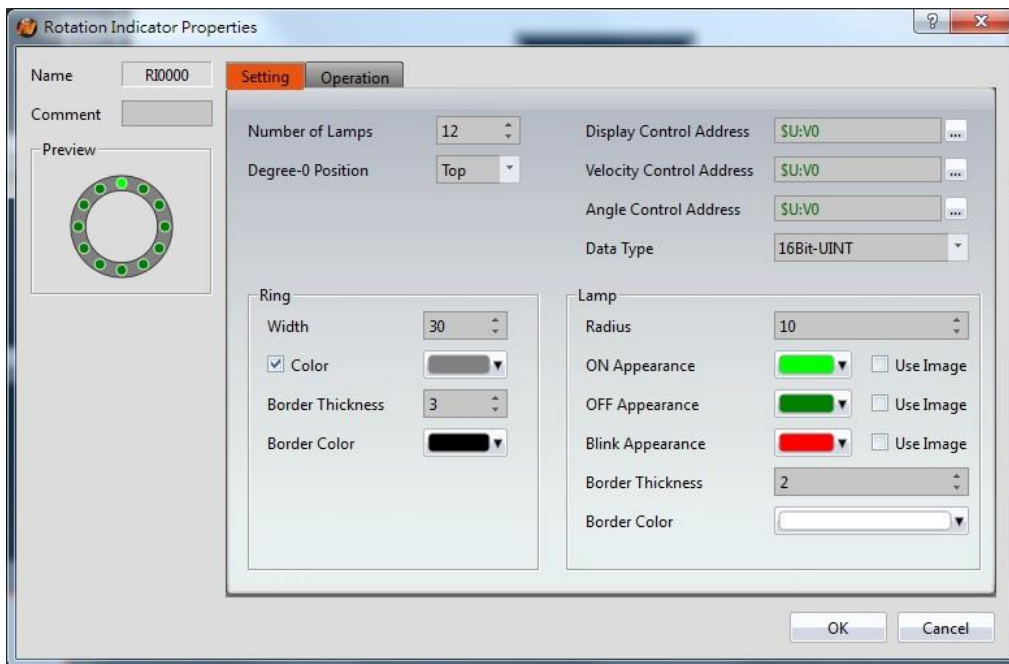 Rotation Indicator Properties
?
X
Name RI0000
Comment
Preview
Setting Operation
Number of Lamps 12
Degree-0 Position Top
Display Control Address $U:V0 ...
Velocity Control Address $U:V0 ...
Angle Control Address $U:V0 ...
Data Type 16Bit-UINT
Ring
Width 30
Color
Border Thickness 3
Border Color
Lamp
Radius 10
ON Appearance Use Image
OFF Appearance Use Image
Blink Appearance Use Image
Border Thickness 2
Border Color
OK Cancel